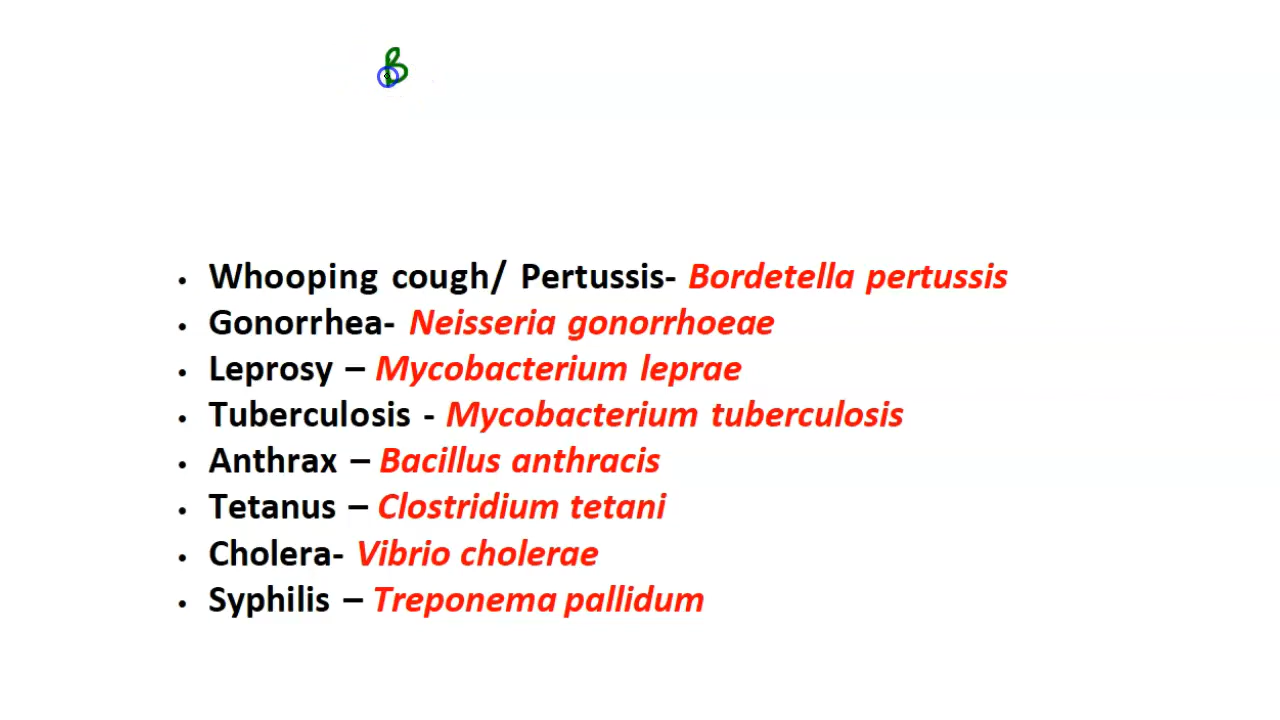 B
• Whooping cough/ Pertussis- Bordetella pertussis
• Gonorrhea- Neisseria gonorrhoeae
• Leprosy – Mycobacterium leprae
• Tuberculosis - Mycobacterium tuberculosis
• Anthrax – Bacillus anthracis
• Tetanus – Clostridium tetani
• Cholera- Vibrio cholerae
• Syphilis – Treponema pallidum